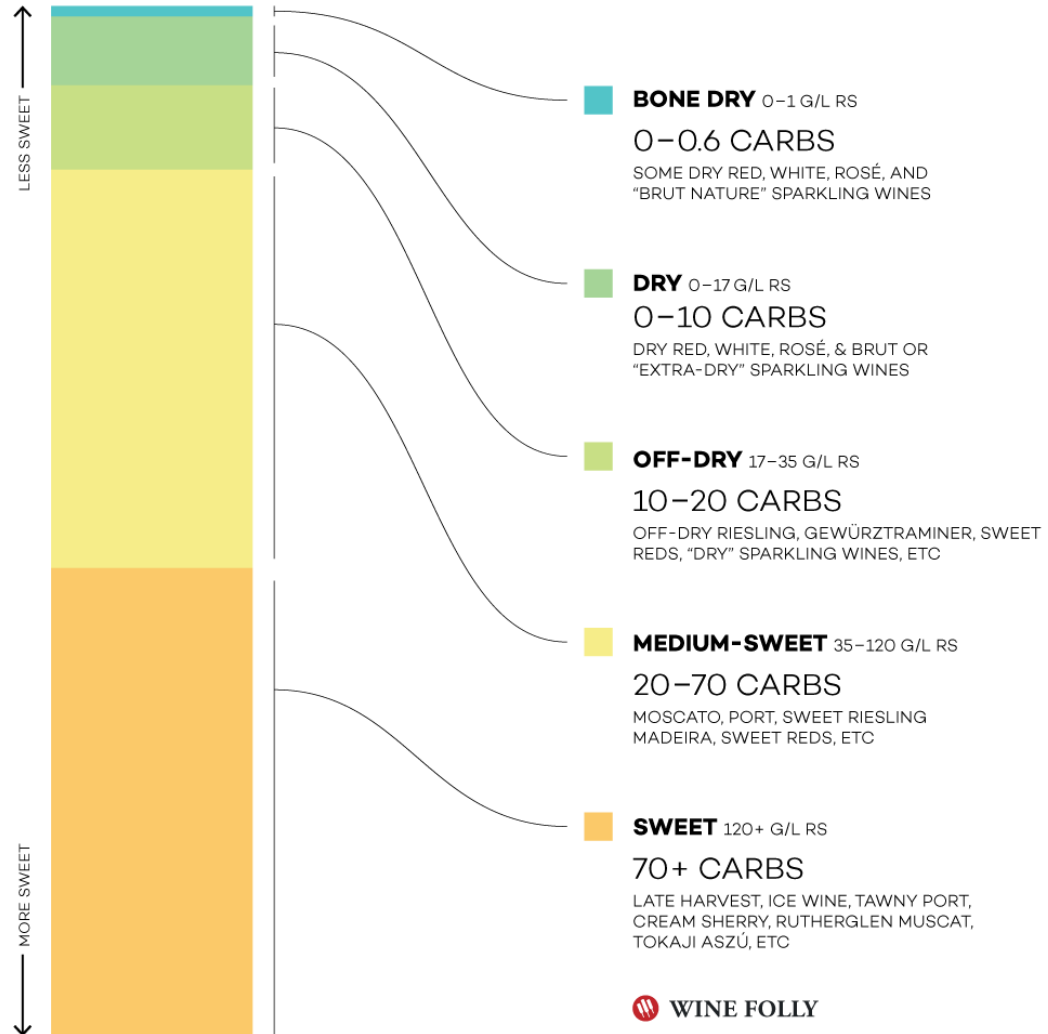 LESS SWEET
BONE DRY 0–1 G/L RS
0–0.6 CARBS
SOME DRY RED, WHITE, ROSÉ, AND
“BRUT NATURE” SPARKLING WINES
DRY 0–17 G/L RS
0–10 CARBS
DRY RED, WHITE, ROSÉ, & BRUT OR
“EXTRA-DRY” SPARKLING WINES
OFF-DRY 17–35 G/L RS
10–20 CARBS
OFF-DRY RIESLING, GEWÜRZTRAMINER, SWEET
REDS, “DRY” SPARKLING WINES, ETC
MEDIUM-SWEET 35–120 G/L RS
20–70 CARBS
MOSCATO, PORT, SWEET RIESLING
MADEIRA, SWEET REDS, ETC
SWEET 120+ G/L RS
70+ CARBS
LATE HARVEST, ICE WINE, TAWNY PORT,
CREAM SHERRY, RUTHERGLEN MUSCAT,
TOKAJI ASZÚ, ETC
MORE SWEET
WINE FOLLY